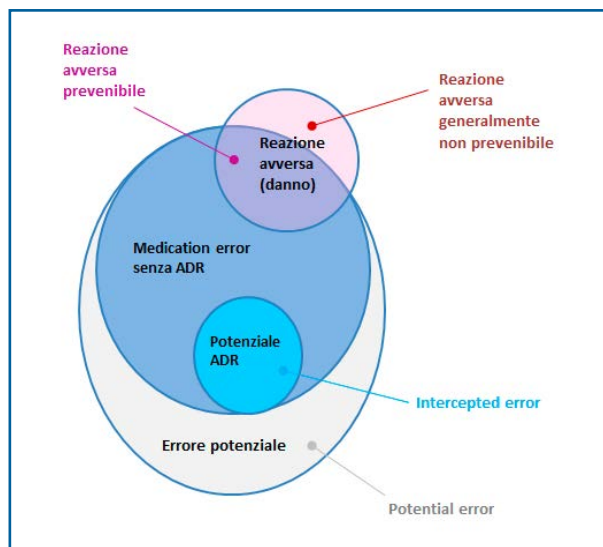 Reazione
avversa
prevenibile
Reazione
avversa
generalmente
non prevenibile
Reazione
avversa
(danno)
Medication error
senza ADR
Potenziale
ADR
Intercepted error
Errore potenziale
Potential error